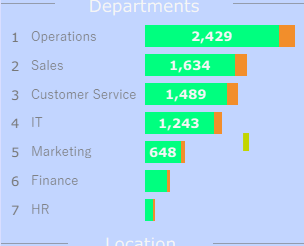 Departments
1 Operations 2,429
2 Sales 1,634
3 Customer Service 1,489
4 IT 1,243
5 Marketing 648
6 Finance
7 HR
Location